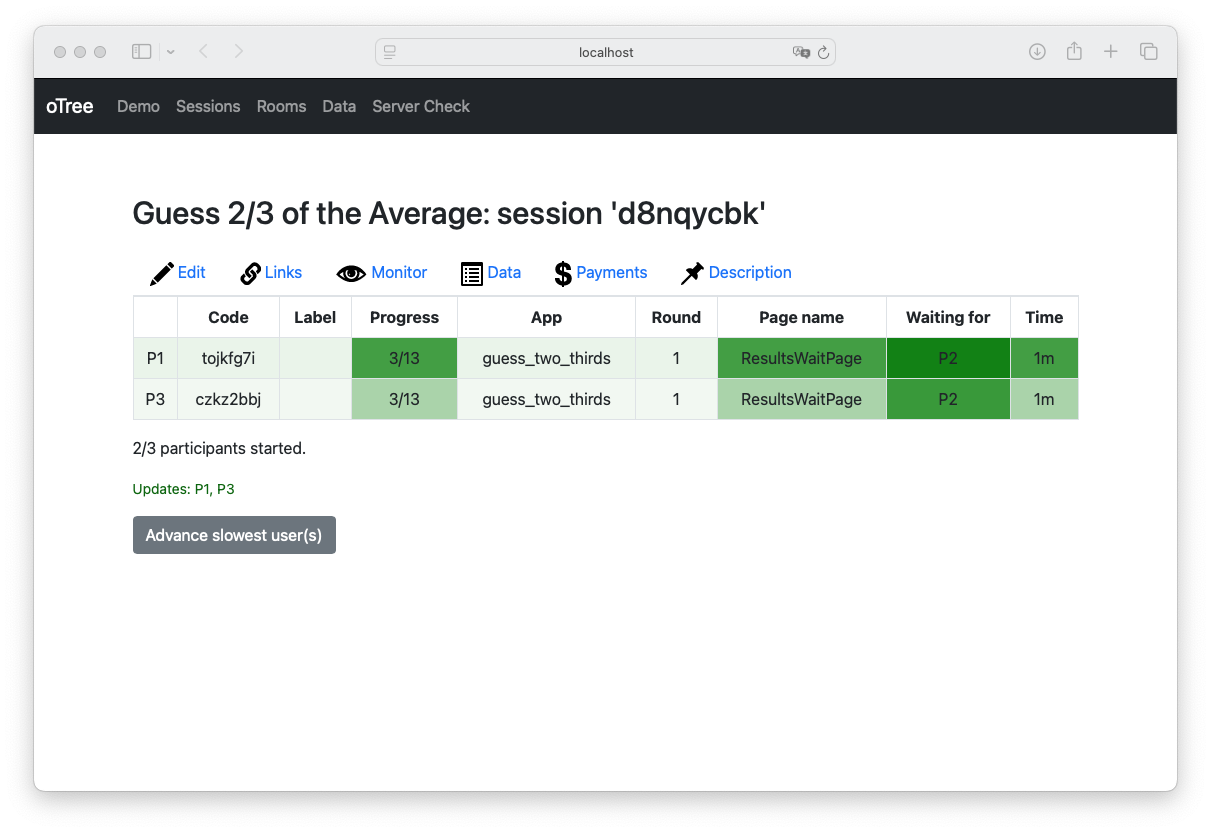 localhost
oTree Demo Sessions Rooms Data Server Check
Guess 2/3 of the Average: session 'd8nqycbk'
Edit Links Monitor Data Payments Description
Code Label Progress App Round Page name Waiting for Time
P1 tojkfg7i 3/13 guess_two_thirds 1 ResultsWaitPage P2 1m
P3 czkz2bbj 3/13 guess_two_thirds 1 ResultsWaitPage P2 1m
2/3 participants started.
Updates: P1, P3
Advance slowest user(s)